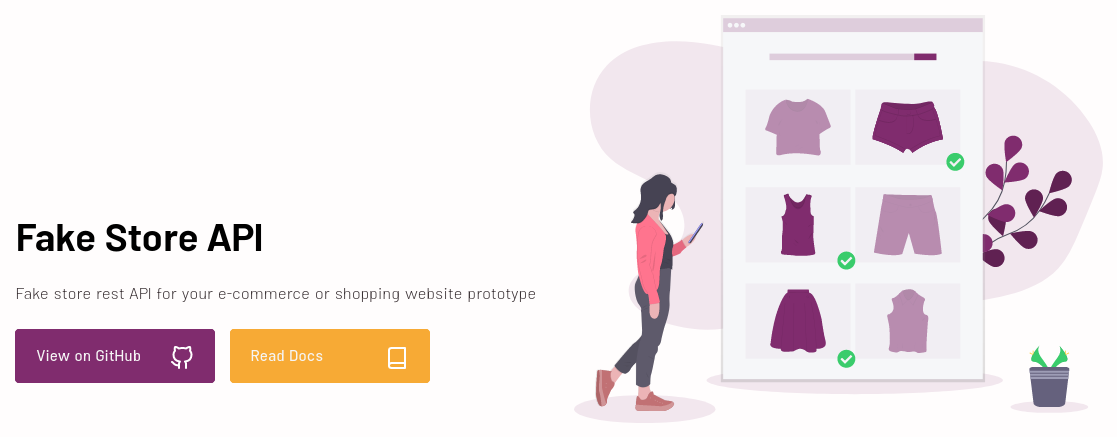 Fake Store API
Fake store rest API for your e-commerce or shopping website prototype
View on GitHub
Read Docs